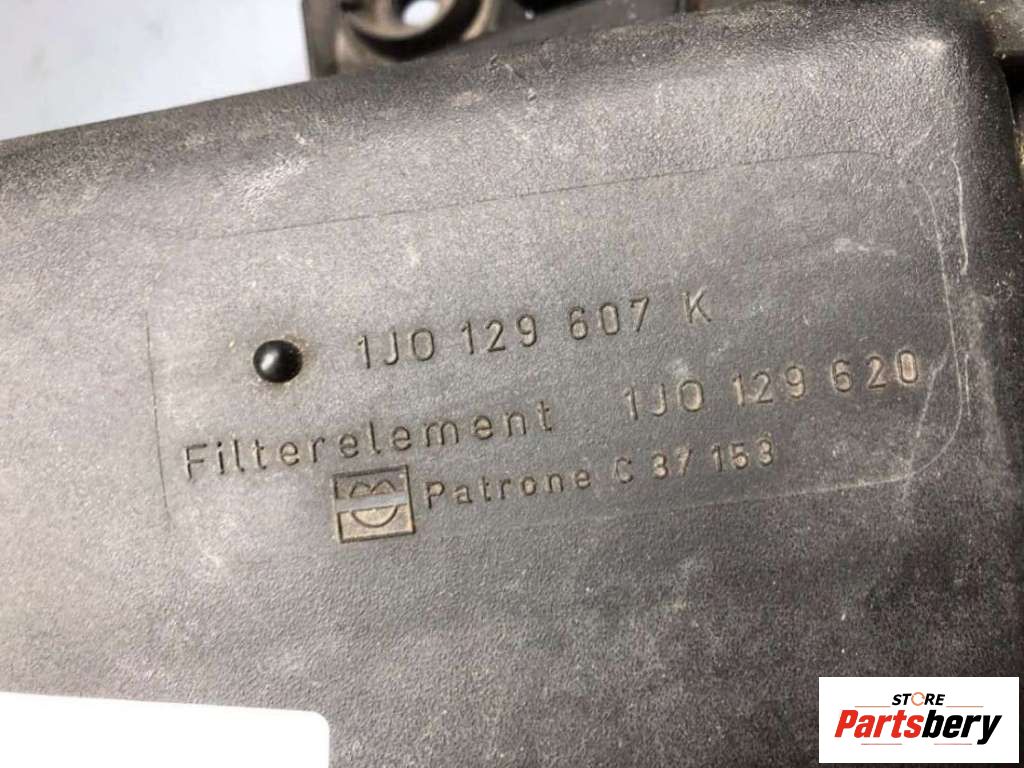 1J0 129 607 K
Filterelement 1J0 129 620
Patrone C 37 153
STORE
Partsbery